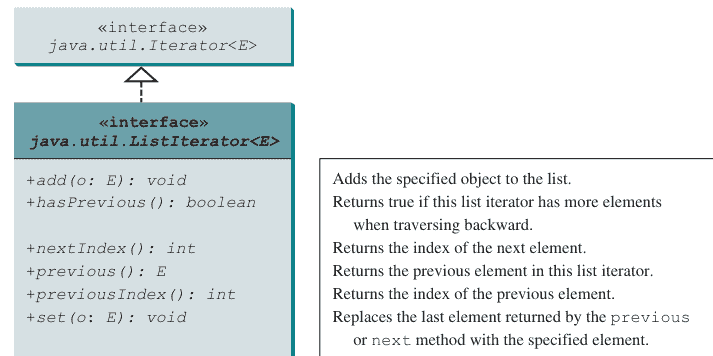 «interface»
java.util.Iterator<E>
«interface»
java.util.ListIterator<E>
+add(o: E): void
Adds the specified object to the list.
+hasPrevious(): boolean
Returns true if this list iterator has more elements
when traversing backward.
+nextIndex(): int
Returns the index of the next element.
+previous(): E
Returns the previous element in this list iterator.
+previousIndex(): int
Returns the index of the previous element.
+set(o: E): void
Replaces the last element returned by the previous
or next method with the specified element.